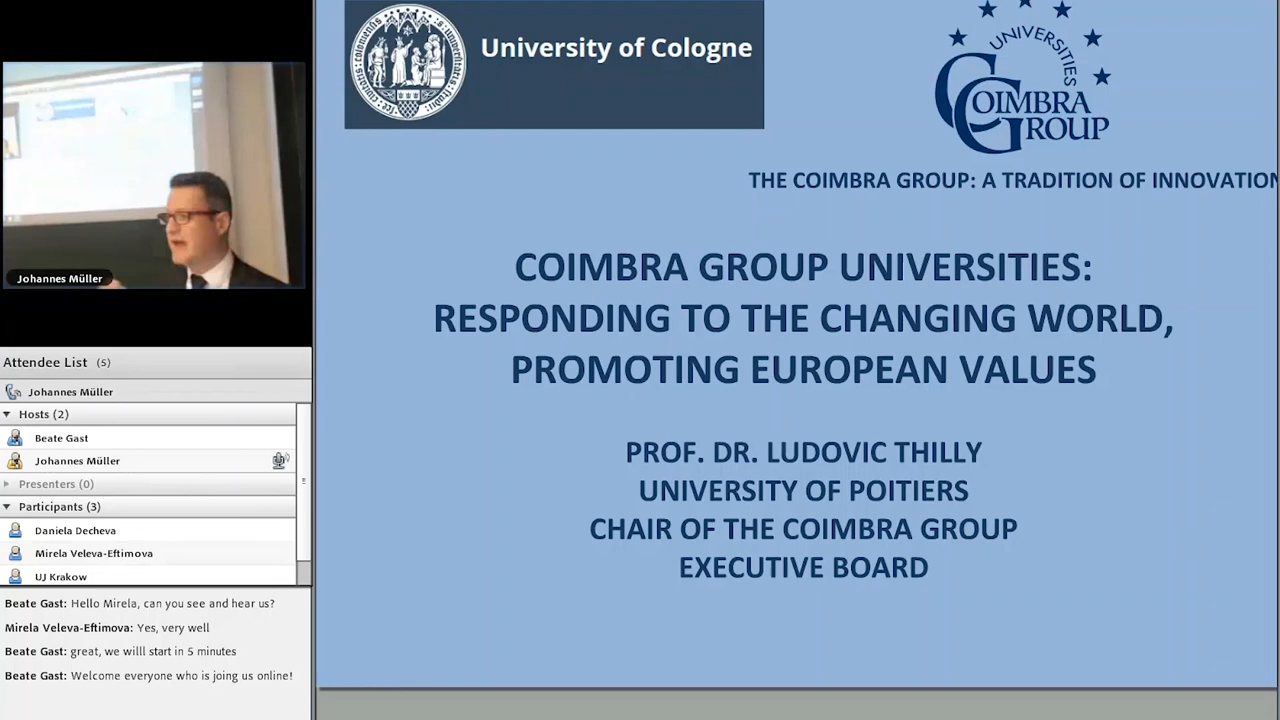 Johannes Müller
Attendee List (5)
Johannes Müller
Hosts (2)
Beate Gast
Johannes Müller
Presenters (0)
Participants (3)
Daniela Decheva
Mirela Veleva-Eftimova
UJ Krakow
Beate Gast: Hello Mirela, can you see and hear us?
Mirela Veleva-Eftimova: Yes, very well
Beate Gast: great, we willl start in 5 minutes
Beate Gast: Welcome everyone who is joing us online!
University of Cologne
UNIVERSITIES
COIMBRA
GROUP
THE COIMBRA GROUP: A TRADITION OF INNOVATION
COIMBRA GROUP UNIVERSITIES:
RESPONDING TO THE CHANGING WORLD,
PROMOTING EUROPEAN VALUES
PROF. DR. LUDOVIC THILLY
UNIVERSITY OF POITIERS
CHAIR OF THE COIMBRA GROUP
EXECUTIVE BOARD